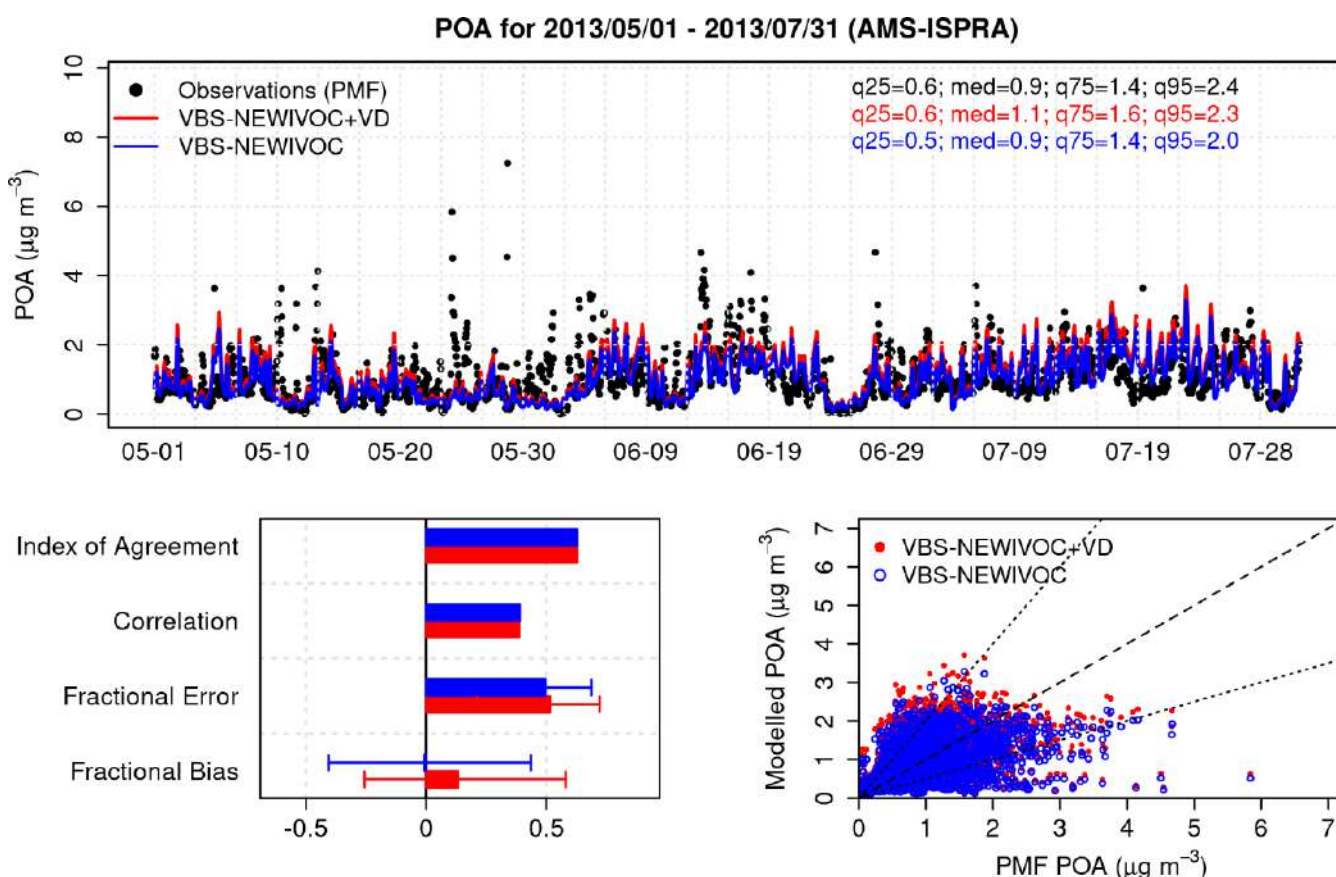 POA for 2013/05/01 - 2013/07/31 (AMS-ISPRA)
POA (μg m⁻³)
10
8
6
4
2
0
Observations (PMF)
VBS-NEWIVOC+VD
VBS-NEWIVOC
q25=0.6; med=0.9; q75=1.4; q95=2.4
q25=0.6; med=1.1; q75=1.6; q95=2.3
q25=0.5; med=0.9; q75=1.4; q95=2.0
05-01 05-10 05-20 05-30 06-09 06-19 06-29 07-09 07-19 07-28
Index of Agreement
Correlation
Fractional Error
Fractional Bias
-0.5 0 0.5
Modelled POA (μg m⁻³)
7
6
5
4
3
2
1
0
VBS-NEWIVOC+VD
VBS-NEWIVOC
0 1 2 3 4 5 6 7
PMF POA (μg m⁻³)